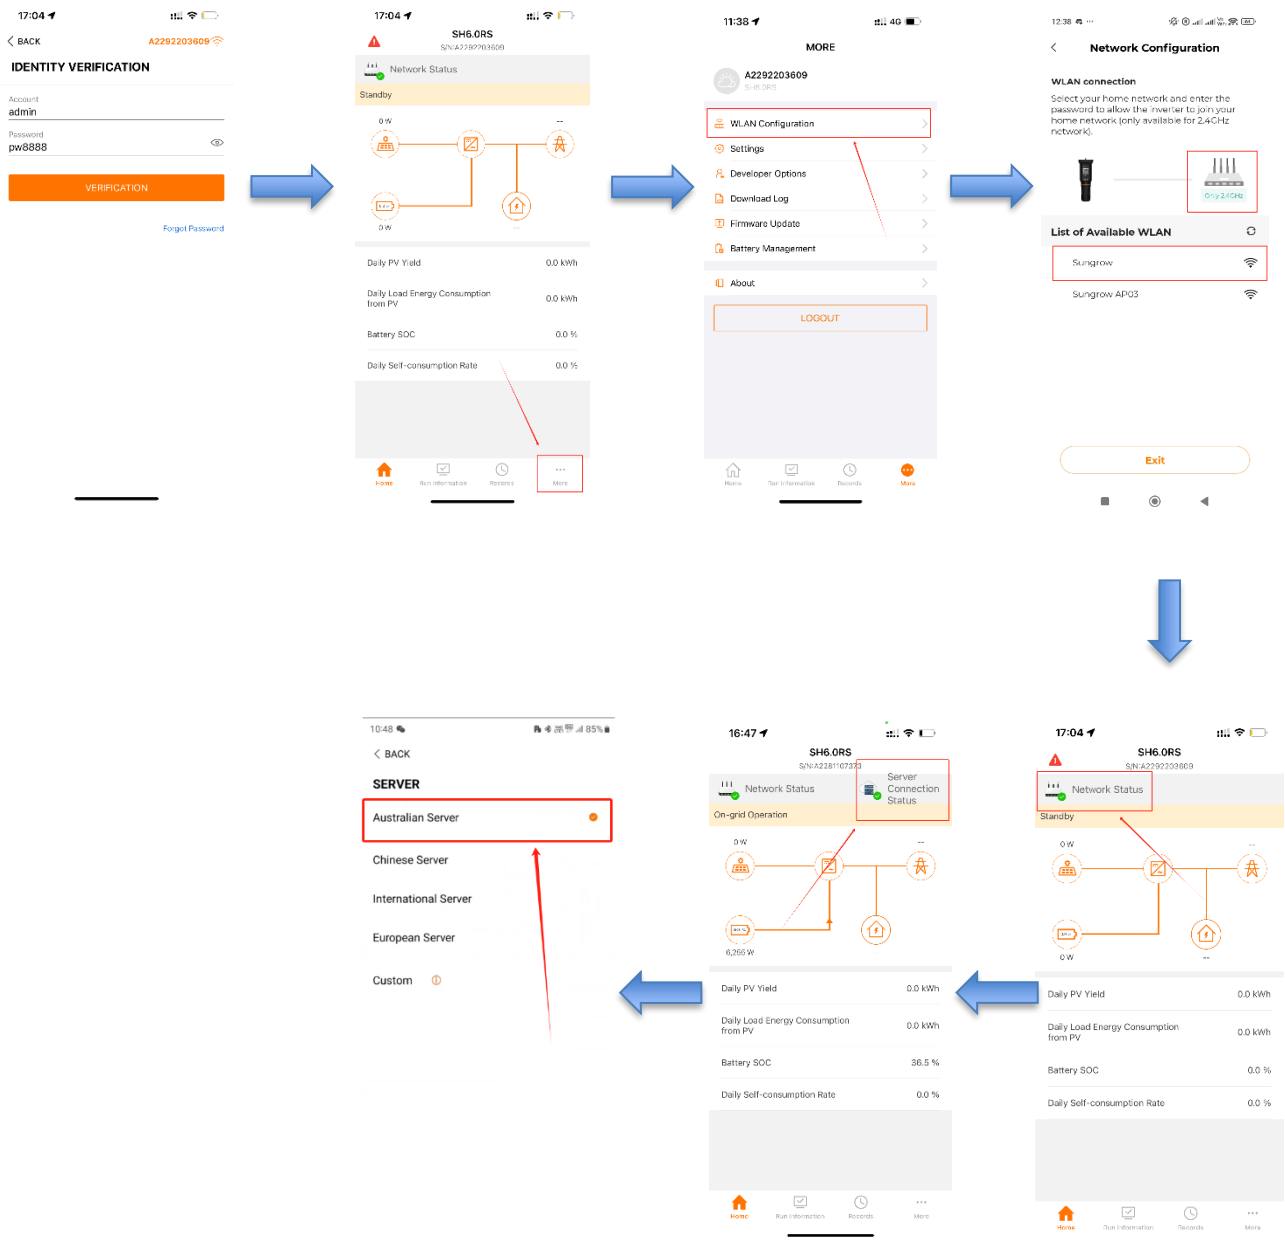 17:04
BACK
A2292203609
IDENTITY VERIFICATION
Account
admin
Password
pw8888
VERIFICATION
Forgot Password
17:04
SH6.0RS
S/N:A2292203609
Network Status
Standby
0 W
--
0 W
--
Daily PV Yield 0.0 kWh
Daily Load Energy Consumption
from PV 0.0 kWh
Battery SOC 0.0 %
Daily Self-consumption Rate 0.0 %
Home Run Information Records More
11:38 4G
MORE
A2292203609
SH6.0RS
WLAN Configuration
Settings
Developer Options
Download Log
Firmware Update
Battery Management
About
LOGOUT
Home Run Information Records More
12:38
Network Configuration
WLAN connection
Select your home network and enter the
password to allow the inverter to join your
home network (only available for 2.4GHz
network).
Only 2.4GHz
List of Available WLAN
Sungrow
Sungrow AP03
Exit
17:04
SH6.0RS
S/N:A2292203609
Network Status
Standby
0 W
--
0 W
--
Daily PV Yield 0.0 kWh
Daily Load Energy Consumption
from PV 0.0 kWh
Battery SOC 0.0 %
Daily Self-consumption Rate 0.0 %
Home Run Information Records More
16:47
SH6.0RS
S/N:A2281107373
Network Status
Server
Connection
Status
On-grid Operation
0 W
--
6,266 W
--
Daily PV Yield 0.0 kWh
Daily Load Energy Consumption
from PV 0.0 kWh
Battery SOC 36.5 %
Daily Self-consumption Rate 0.0 %
Home Run Information Records More
10:48 85%
BACK
SERVER
Australian Server
Chinese Server
International Server
European Server
Custom